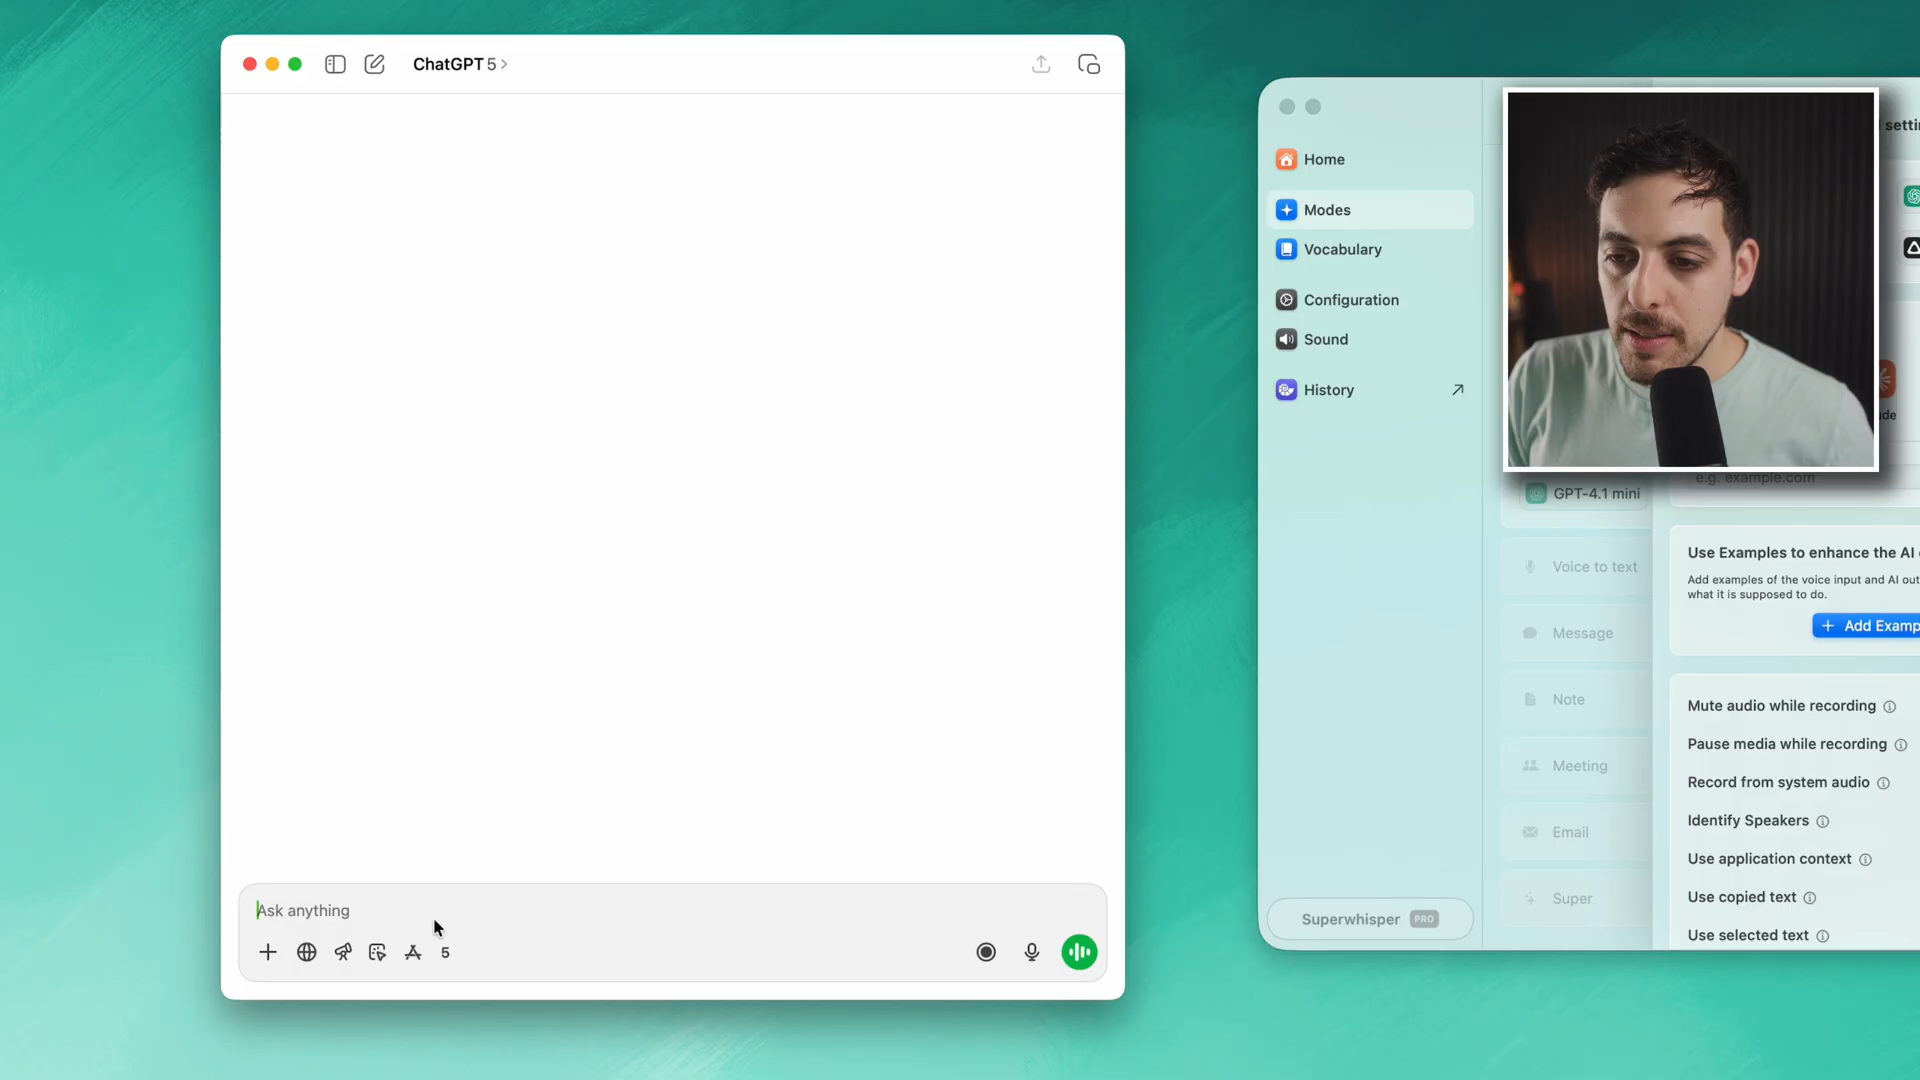 ChatGPT 5 >
Ask anything
5
Home
Modes
Vocabulary
Configuration
Sound
History
Superwhisper PRO
GPT-4.1 mini
Voice to text
Message
Note
Meeting
Email
Super
e.g. example.com
Use Examples to enhance the AI
Add examples of the voice input and AI out
what it is supposed to do.
+ Add Examp
Mute audio while recording
Pause media while recording
Record from system audio
Identify Speakers
Use application context
Use copied text
Use selected text